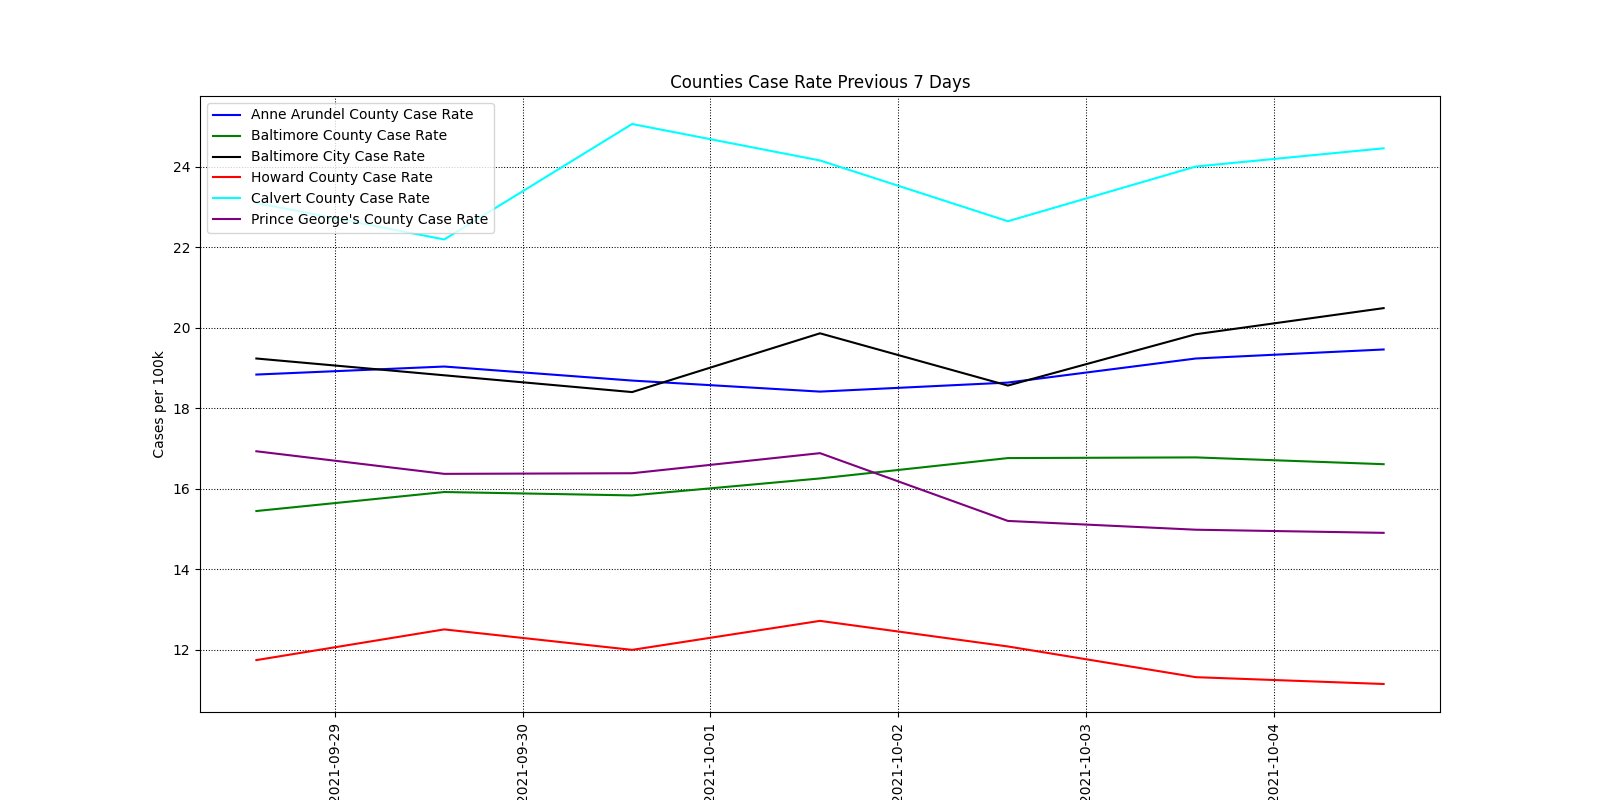 Counties Case Rate Previous 7 Days
Anne Arundel County Case Rate
Baltimore County Case Rate
Baltimore City Case Rate
Howard County Case Rate
Calvert County Case Rate
Prince George's County Case Rate
Cases per 100k
24
22
20
18
16
14
12
2021-09-29
2021-09-30
2021-10-01
2021-10-02
2021-10-03
2021-10-04